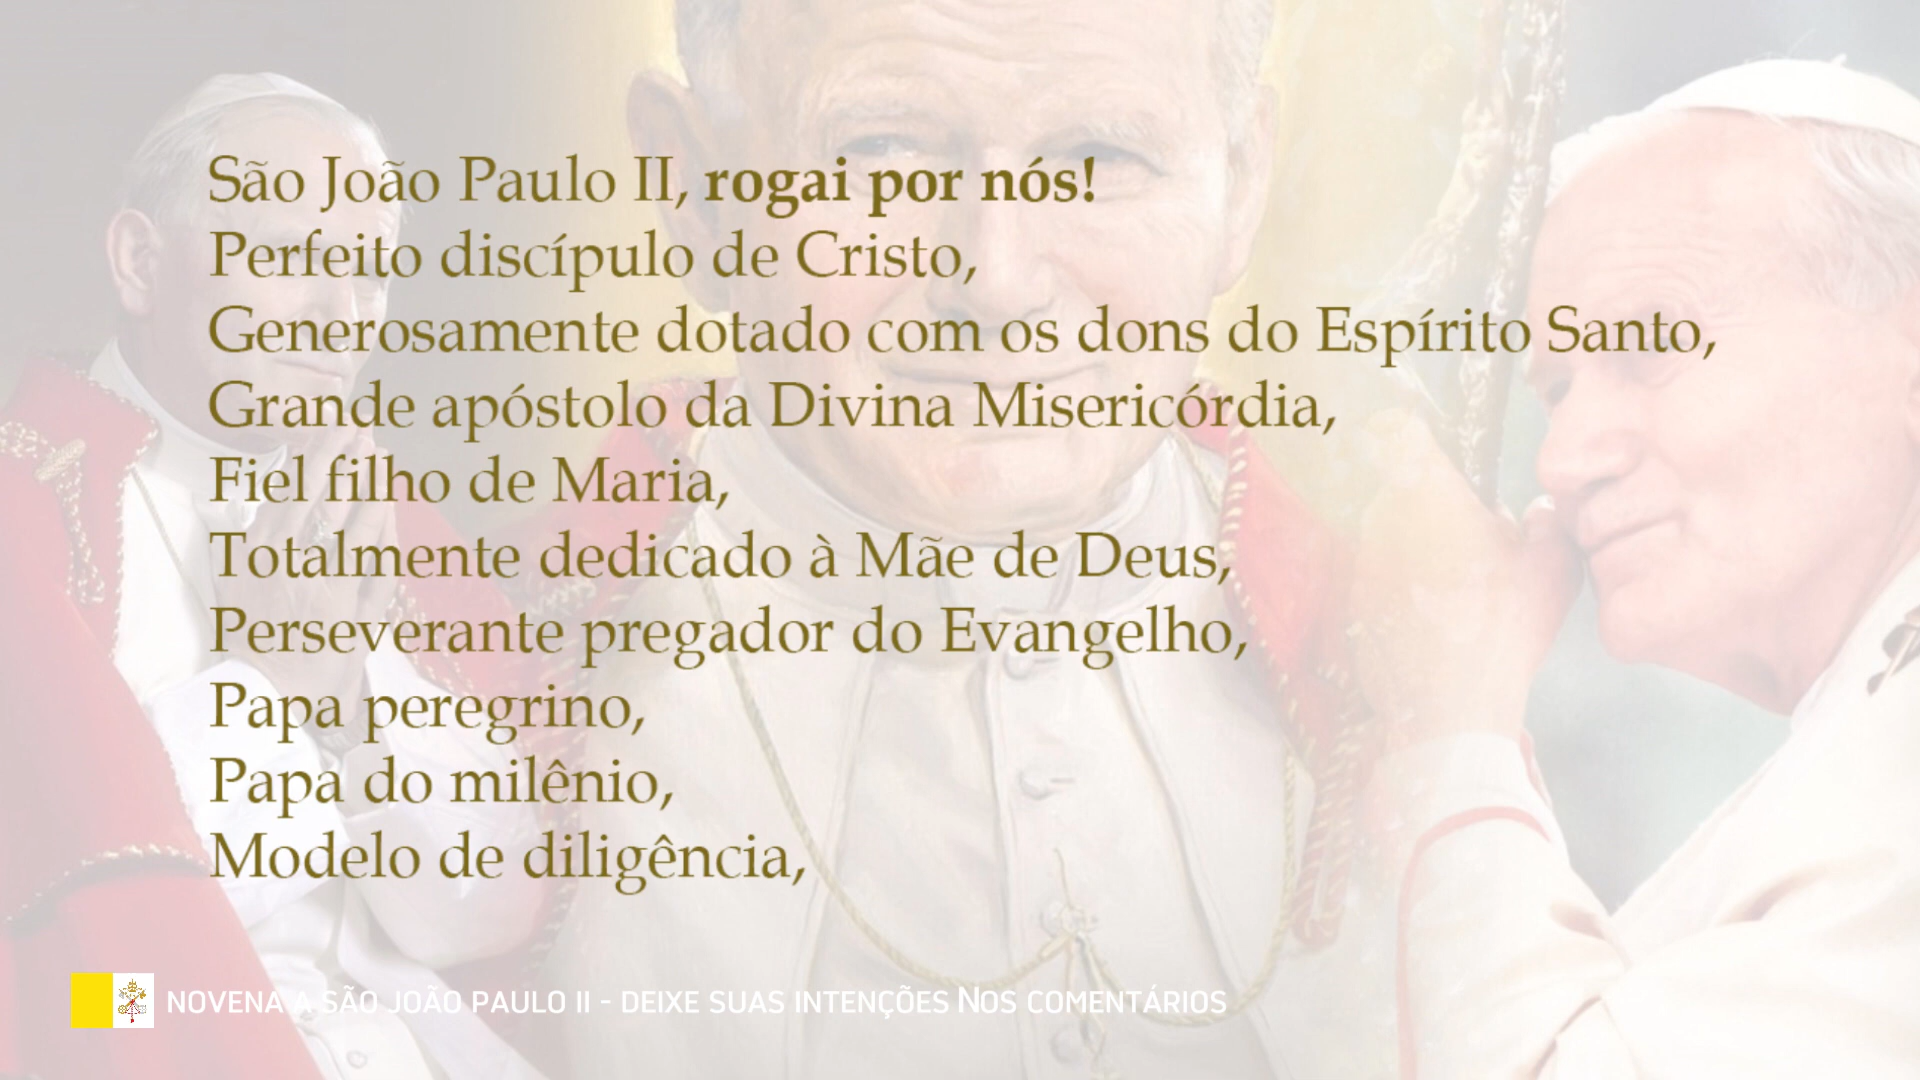 São João Paulo II, rogai por nós!
Perfeito discípulo de Cristo,
Generosamente dotado com os dons do Espírito Santo,
Grande apóstolo da Divina Misericórdia,
Fiel filho de Maria,
Totalmente dedicado à Mãe de Deus,
Perseverante pregador do Evangelho,
Papa peregrino,
Papa do milênio,
Modelo de diligência,
NOVENA A SÃO JOÃO PAULO II - DEIXE SUAS INTENÇÕES NOS COMENTÁRIOS